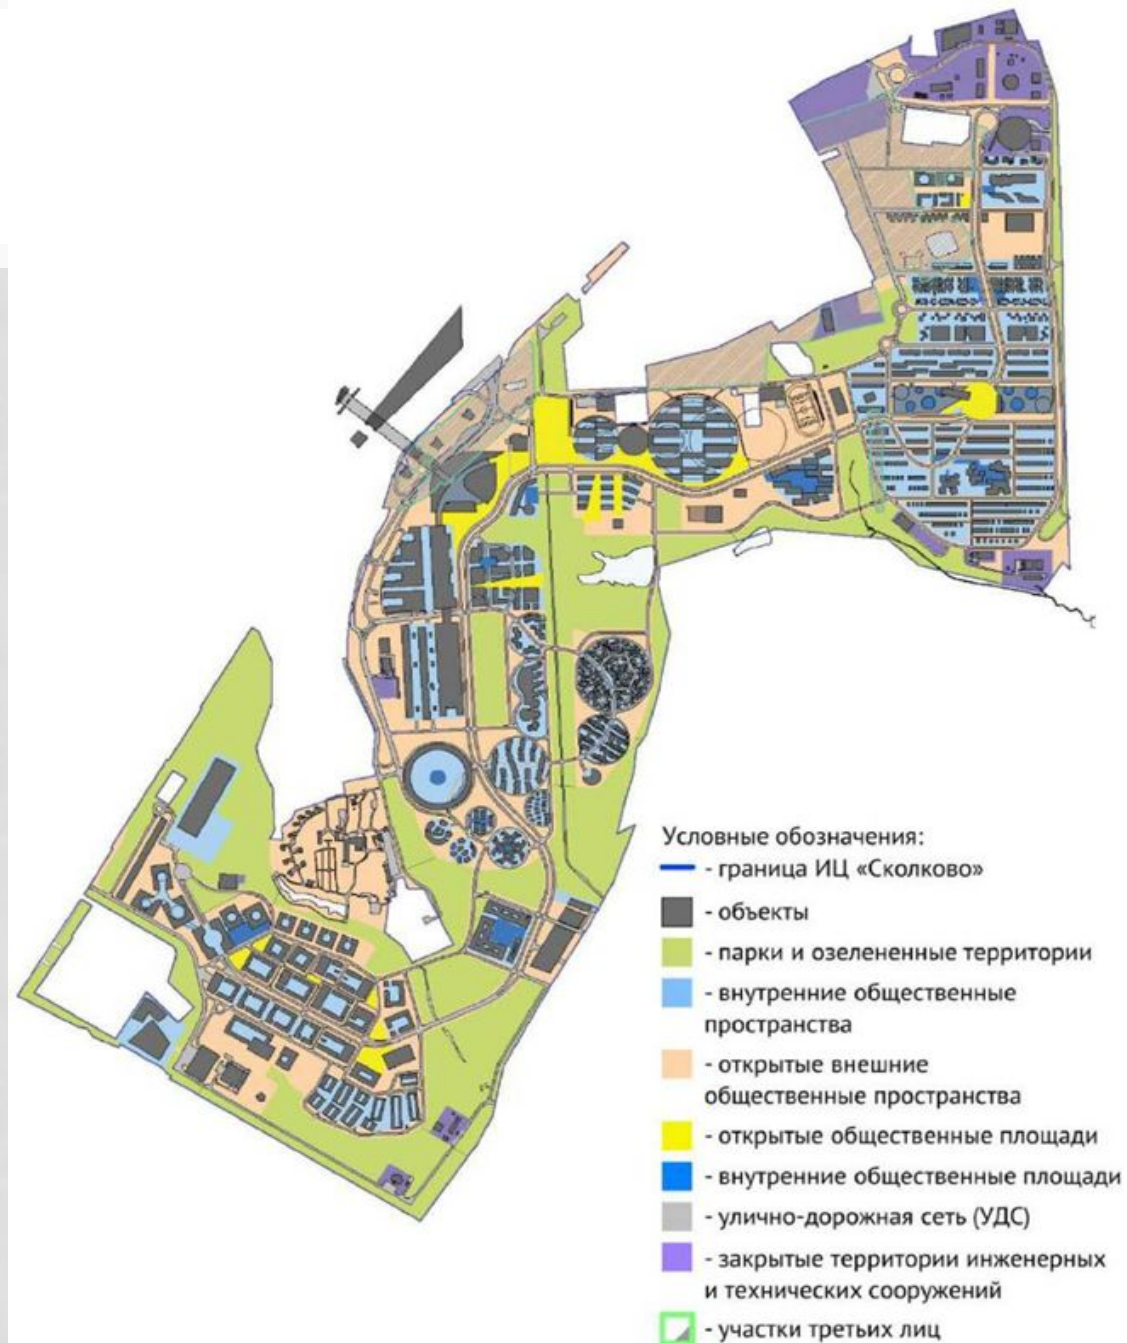 Условные обозначения:
- граница ИЦ «Сколково»
- объекты
- парки и озелененные территории
- внутренние общественные
пространства
- открытые внешние
общественные пространства
- открытые общественные площади
- внутренние общественные площади
- улично-дорожная сеть (УДС)
- закрытые территории инженерных
и технических сооружений
- участки третьих лиц